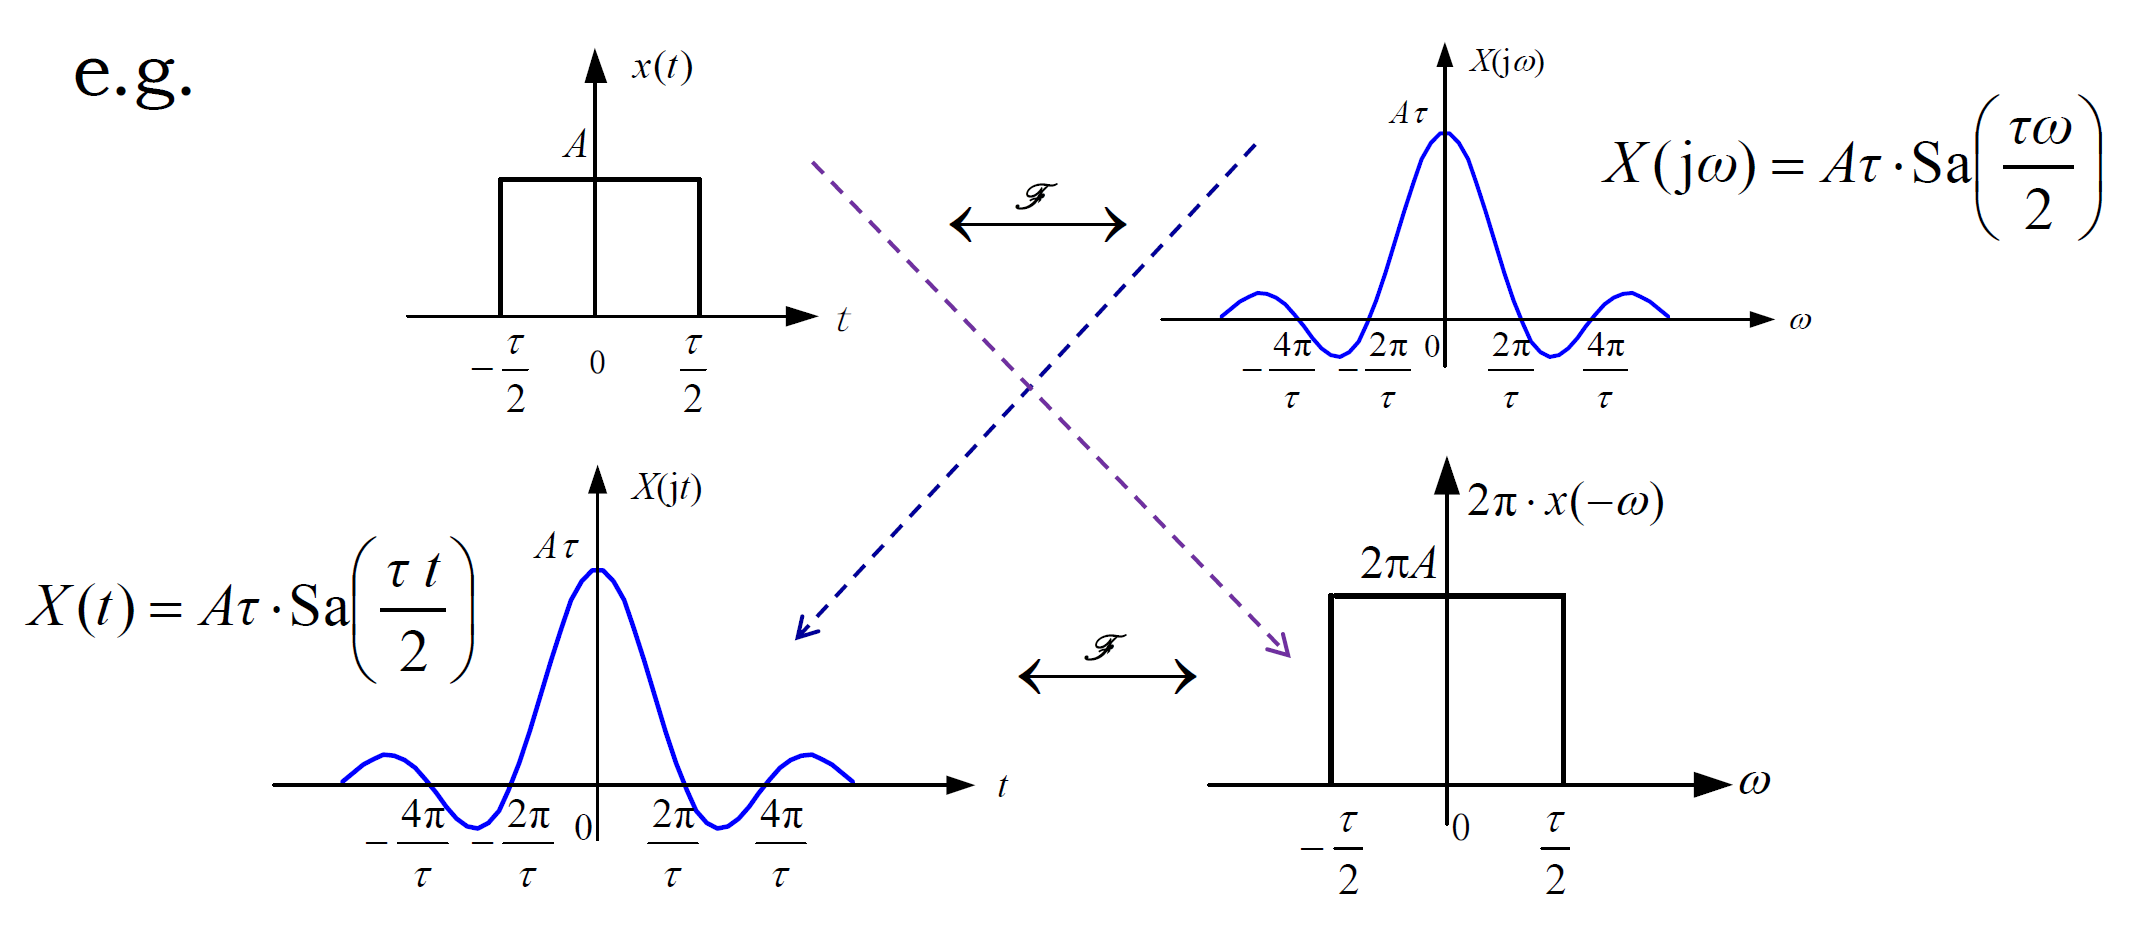 e.g.
x(t)
A
t
-τ/2 0 τ/2
ℱ
X(jω)
Aτ
ω
-4π/τ -2π/τ 0 2π/τ 4π/τ
X(jω) = Aτ·Sa(τω/2)
X(jt)
Aτ
X(t) = Aτ·Sa(τ t/2)
t
-4π/τ -2π/τ 0 2π/τ 4π/τ
ℱ
2π·x(−ω)
2πA
ω
-τ/2 0 τ/2